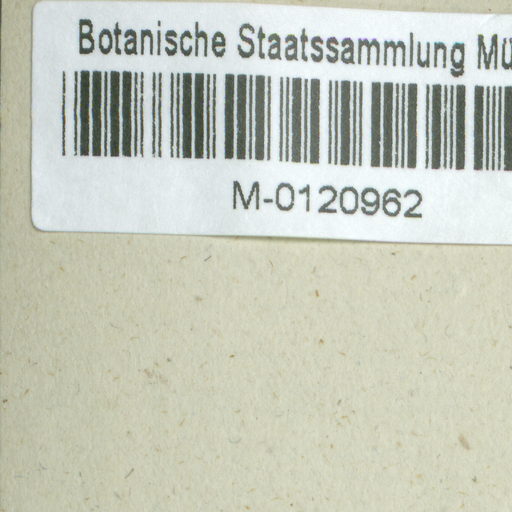 Botanische Staatssammlung Mü
M-0120962